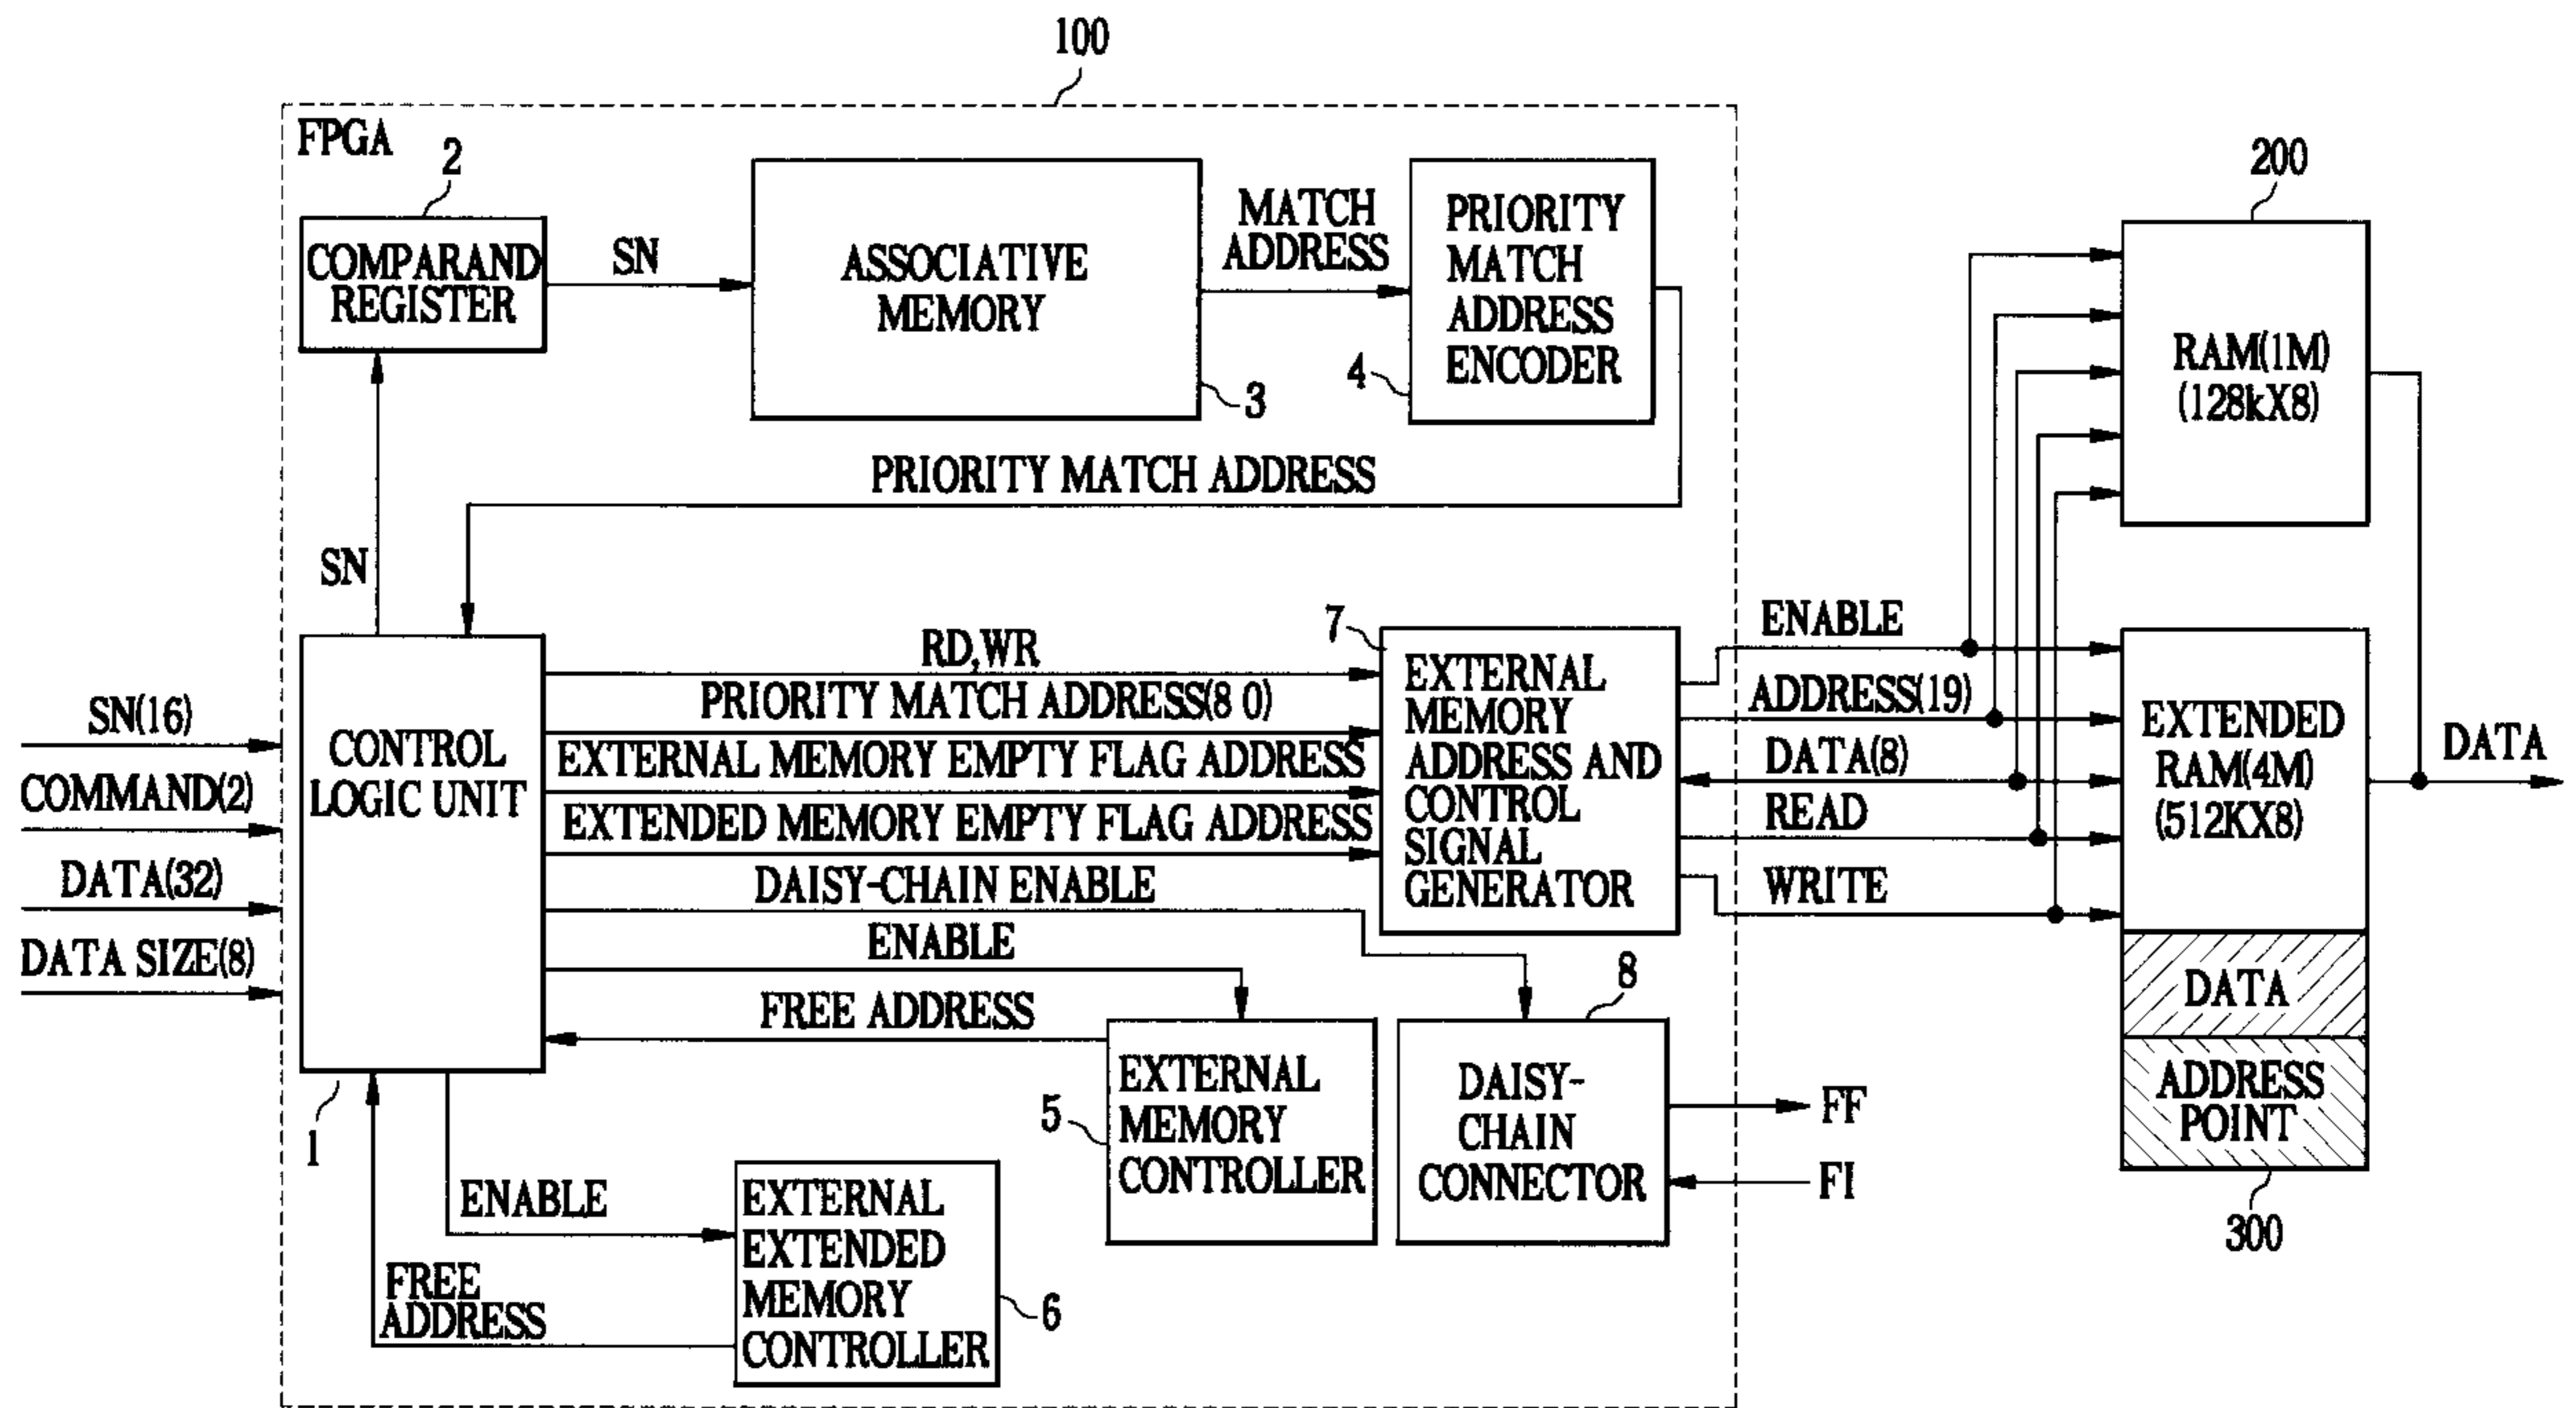 100
FPGA
2
COMPARAND
REGISTER
SN
ASSOCIATIVE
MEMORY
3
MATCH
ADDRESS
PRIORITY
MATCH
ADDRESS
ENCODER
4
PRIORITY MATCH ADDRESS
SN
200
RAM(1M)
(128kX8)
SN(16)
COMMAND(2)
DATA(32)
DATA SIZE(8)
CONTROL
LOGIC UNIT
1
RD,WR
PRIORITY MATCH ADDRESS(8 0)
EXTERNAL MEMORY EMPTY FLAG ADDRESS
EXTENDED MEMORY EMPTY FLAG ADDRESS
DAISY-CHAIN ENABLE
ENABLE
FREE ADDRESS
7
EXTERNAL
MEMORY
ADDRESS AND
CONTROL
SIGNAL
GENERATOR
ENABLE
ADDRESS(19)
DATA(8)
READ
WRITE
EXTENDED
RAM(4M)
(512KX8)
DATA
ADDRESS
POINT
300
DATA
5
EXTERNAL
MEMORY
CONTROLLER
8
DAISY-
CHAIN
CONNECTOR
FF
FI
ENABLE
FREE
ADDRESS
EXTERNAL
EXTENDED
MEMORY
CONTROLLER
6